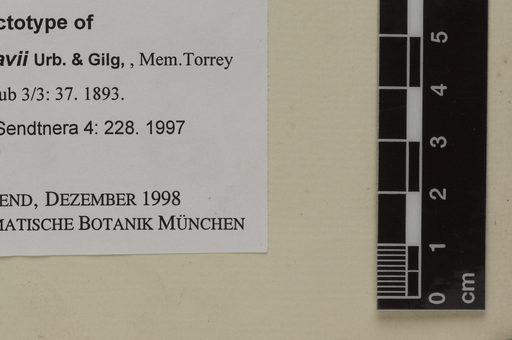 ctotype of
avii Urb. & Gilg, , Mem.Torrey
ub 3/3: 37. 1893.
Sendtnera 4: 228. 1997
END, DEZEMBER 1998
MATISCHE BOTANIK MÜNCHEN
5
4
3
2
1
0
cm